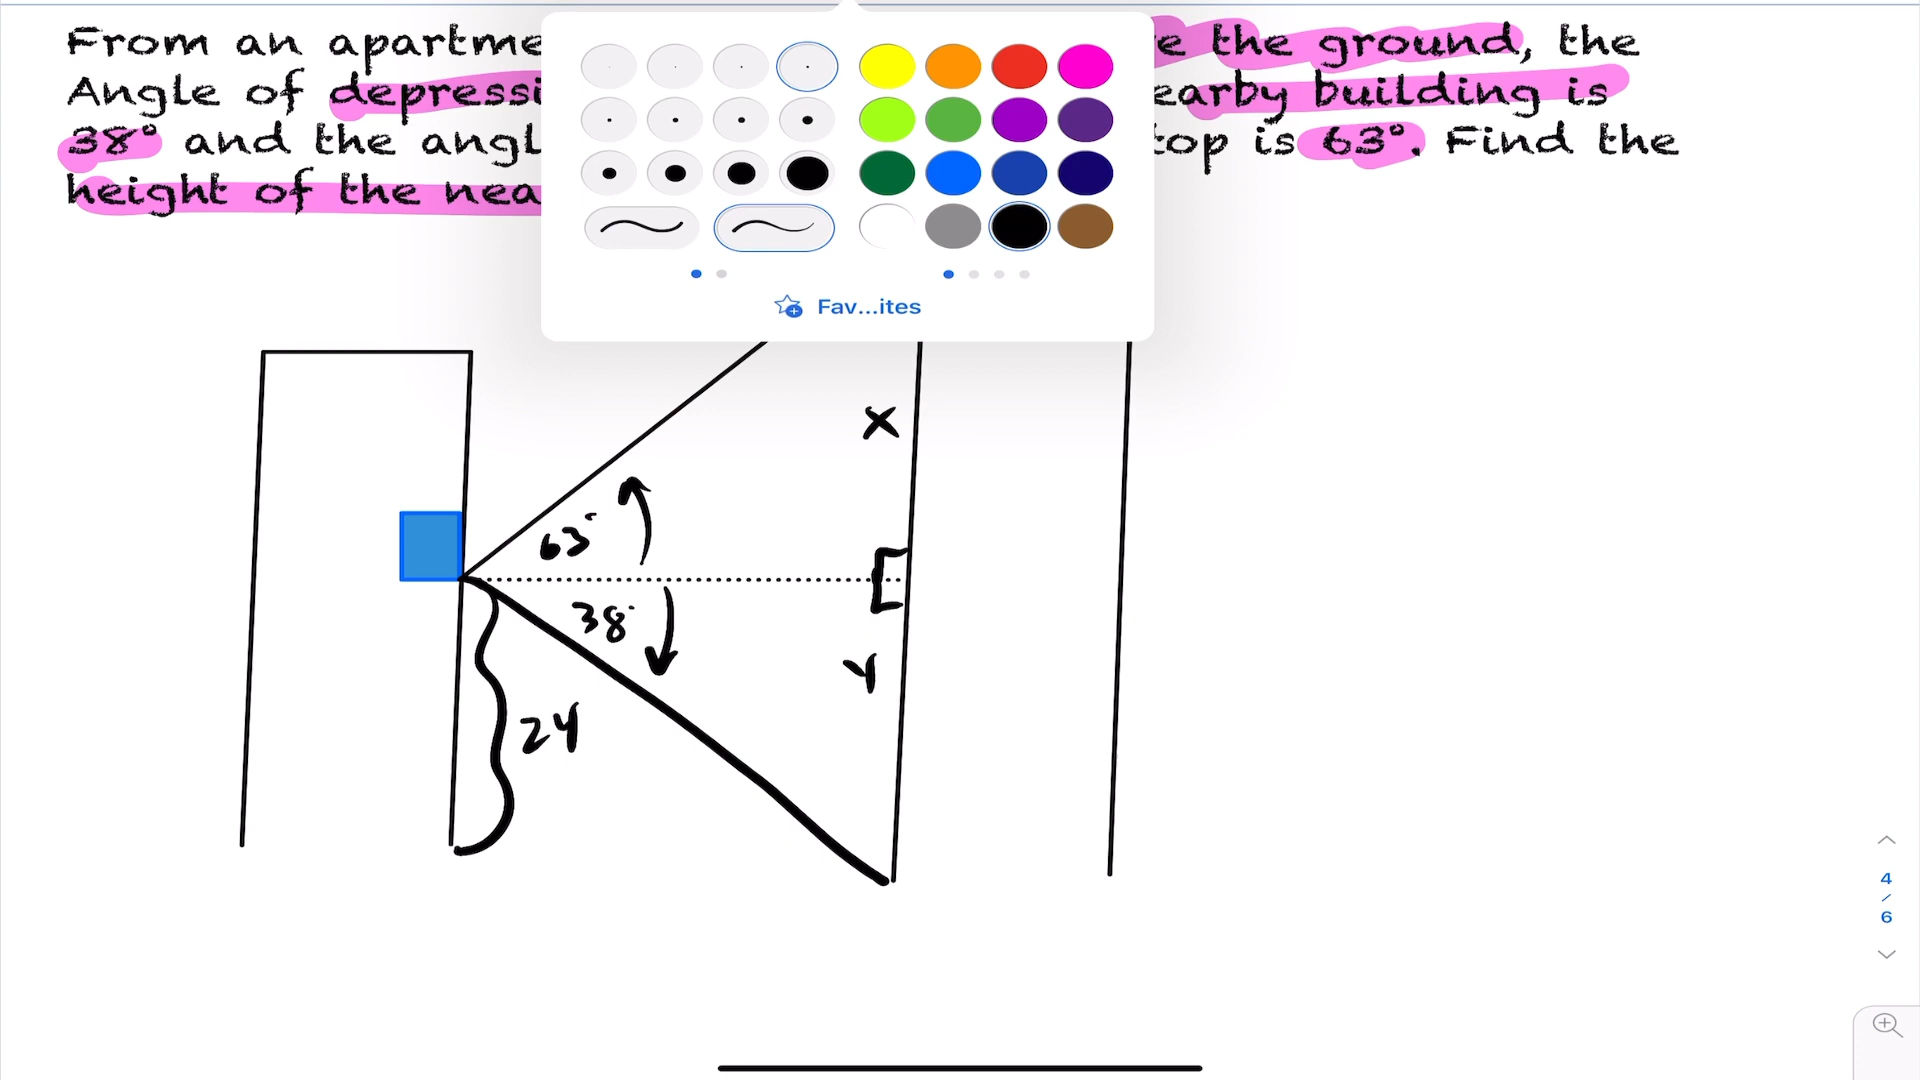 From an apartme e the ground, the
Angle of depressi earby building is
38° and the angl top is 63°. Find the
height of the nea
Fav...ites
X
63°
38°
Y
24
4
/
6